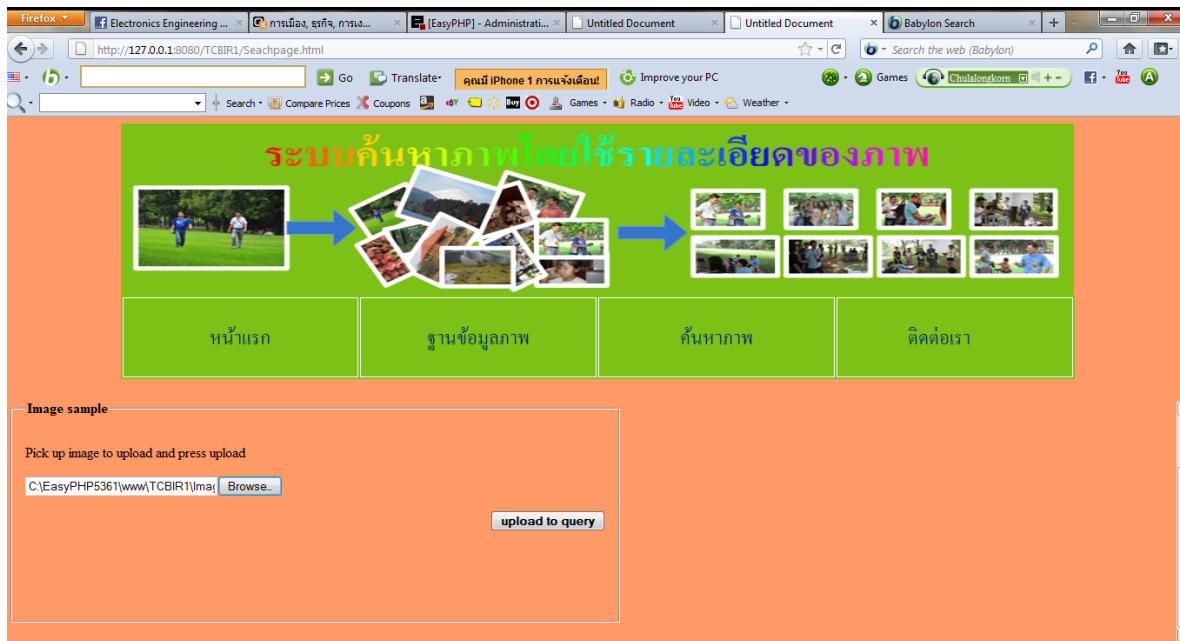 Firefox
Electronics Engineering ...
การเมือง, ธุรกิจ, การเง...
[EasyPHP] - Administrati...
Untitled Document
Untitled Document
Babylon Search
http://127.0.0.1:8080/TCBIR1/Seachpage.html
Search the web (Babylon)
Go
Translate
คุณมี iPhone 1 การแจ้งเตือน!
Improve your PC
Games
Chulalongkorn
You Tube
Search
Compare Prices
Coupons
Buy
Games
Radio
Video
Weather
ระบบค้นหาภาพโดยใช้รายละเอียดของภาพ
หน้าแรก
ฐานข้อมูลภาพ
ค้นหาภาพ
ติดต่อเรา
Image sample
Pick up image to upload and press upload
C:\EasyPHP5361\www\TCBIR1\Imag
Browse..
upload to query